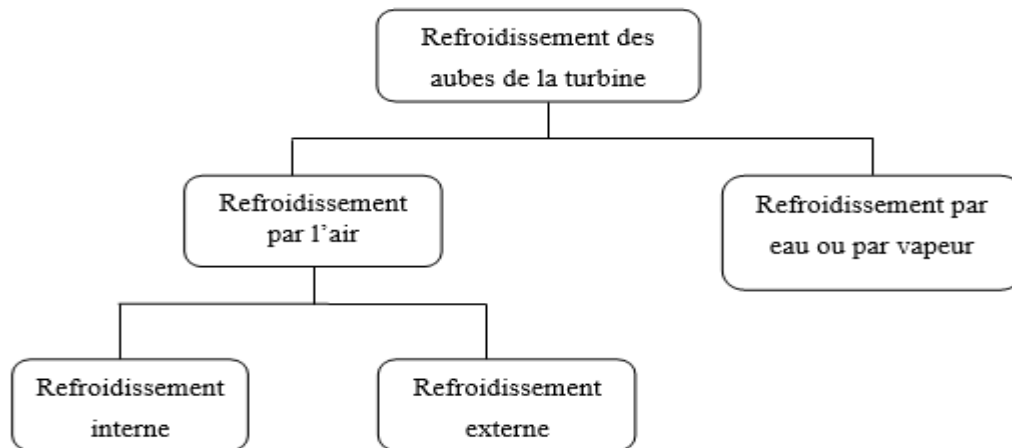 Refroidissement des
aubes de la turbine
Refroidissement
par l’air
Refroidissement par
eau ou par vapeur
Refroidissement
interne
Refroidissement
externe